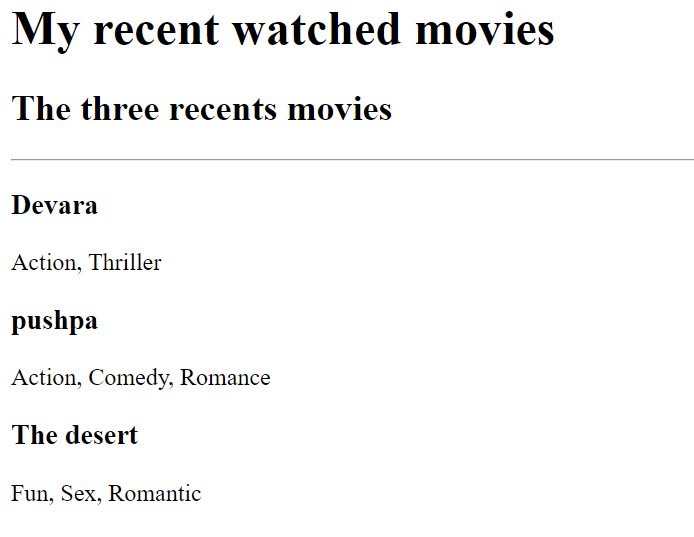 My recent watched movies
The three recents movies
Devara
Action, Thriller
pushpa
Action, Comedy, Romance
The desert
Fun, Sex, Romantic